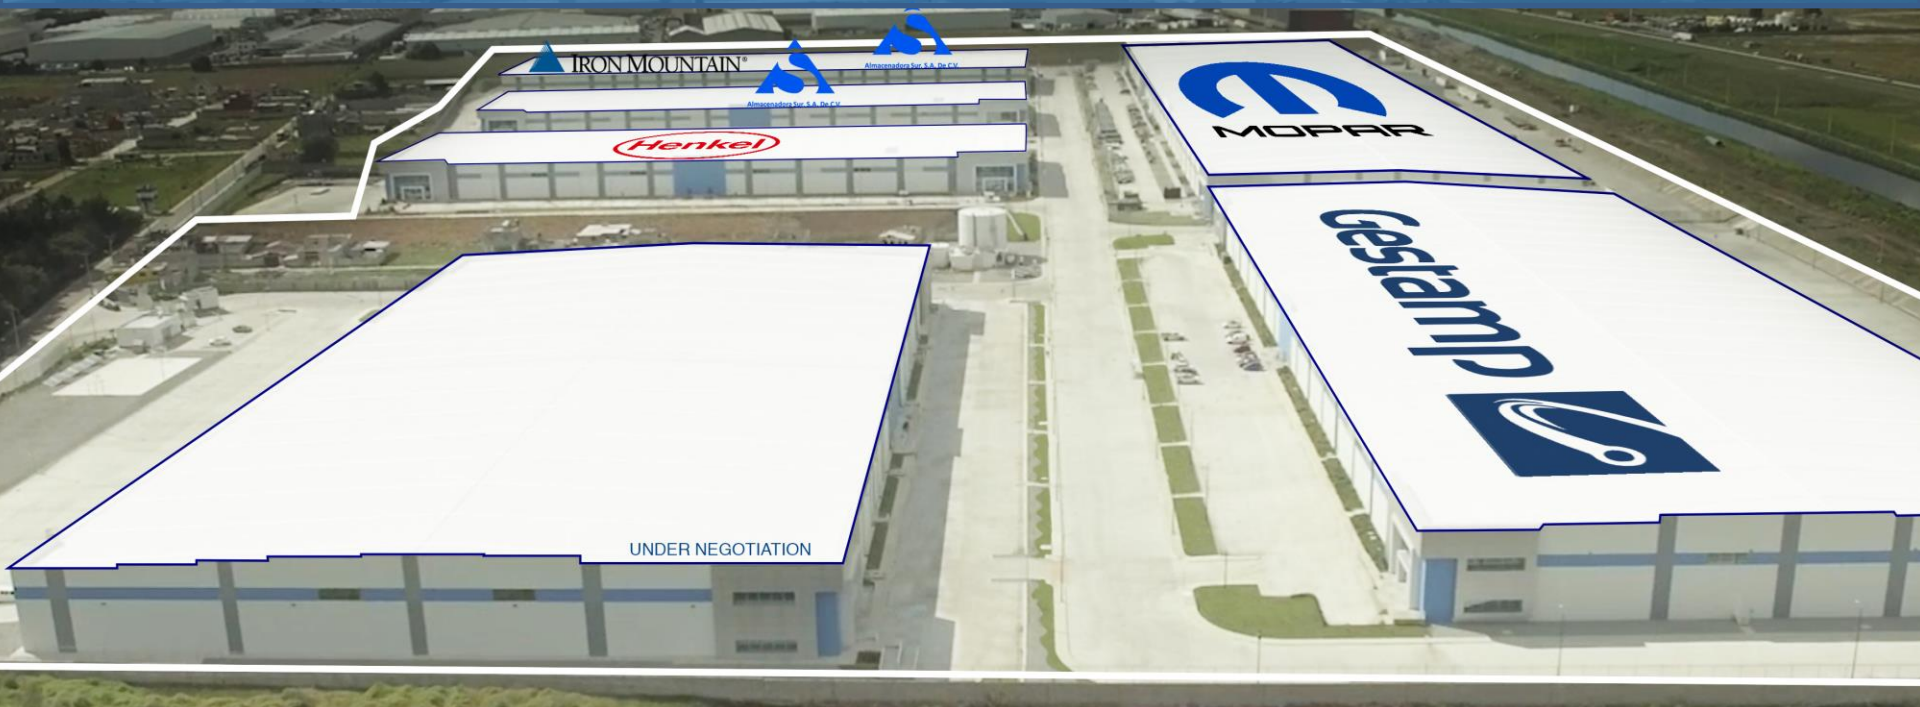 IRON MOUNTAIN®
Almacenadora Sur. S.A. De C.V.
Almacenadora Sur. S.A. De C.V.
Henkel
MOPAR
Gestamp
UNDER NEGOTIATION